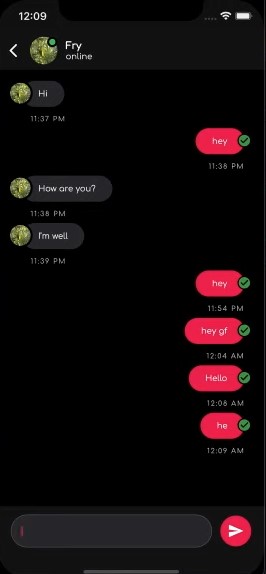 12:09
Fry
online
Hi
11:37 PM
hey
11:38 PM
How are you?
11:38 PM
I'm well
11:39 PM
hey
11:54 PM
hey gf
12:04 AM
Hello
12:08 AM
he
12:09 AM